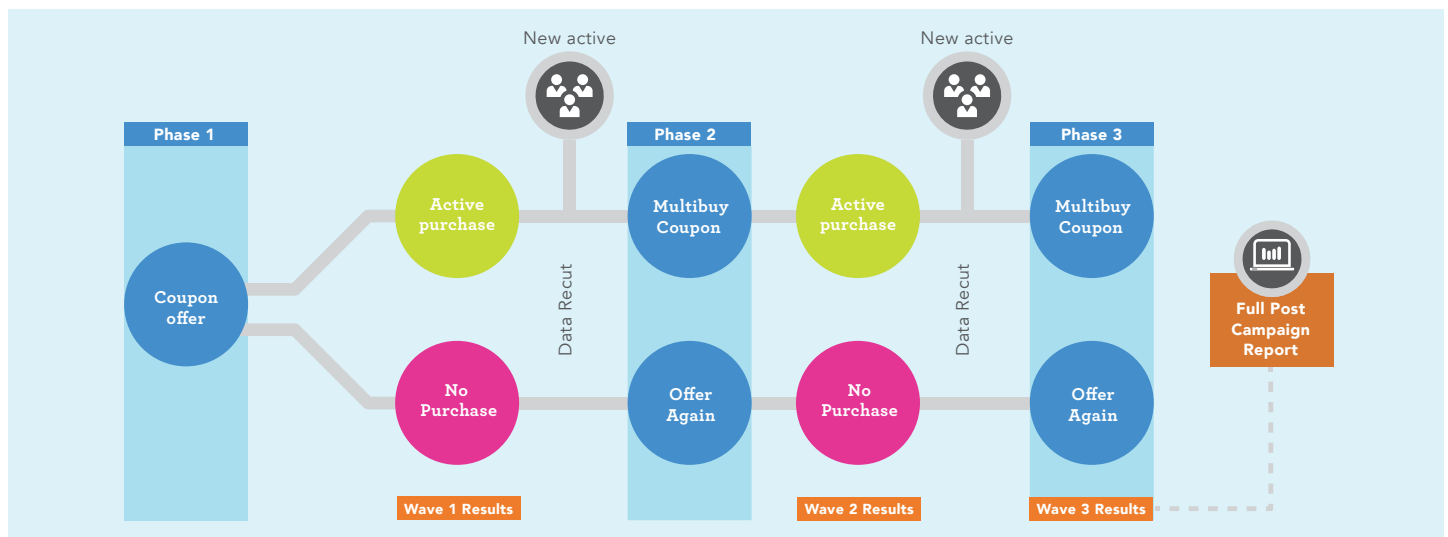 New active
New active
Phase 1
Phase 2
Phase 3
Active
purchase
Multibuy
Coupon
Active
purchase
Multibuy
Coupon
Coupon
offer
Data Recut
Data Recut
Full Post
Campaign
Report
No
Purchase
Offer
Again
No
Purchase
Offer
Again
Wave 1 Results
Wave 2 Results
Wave 3 Results